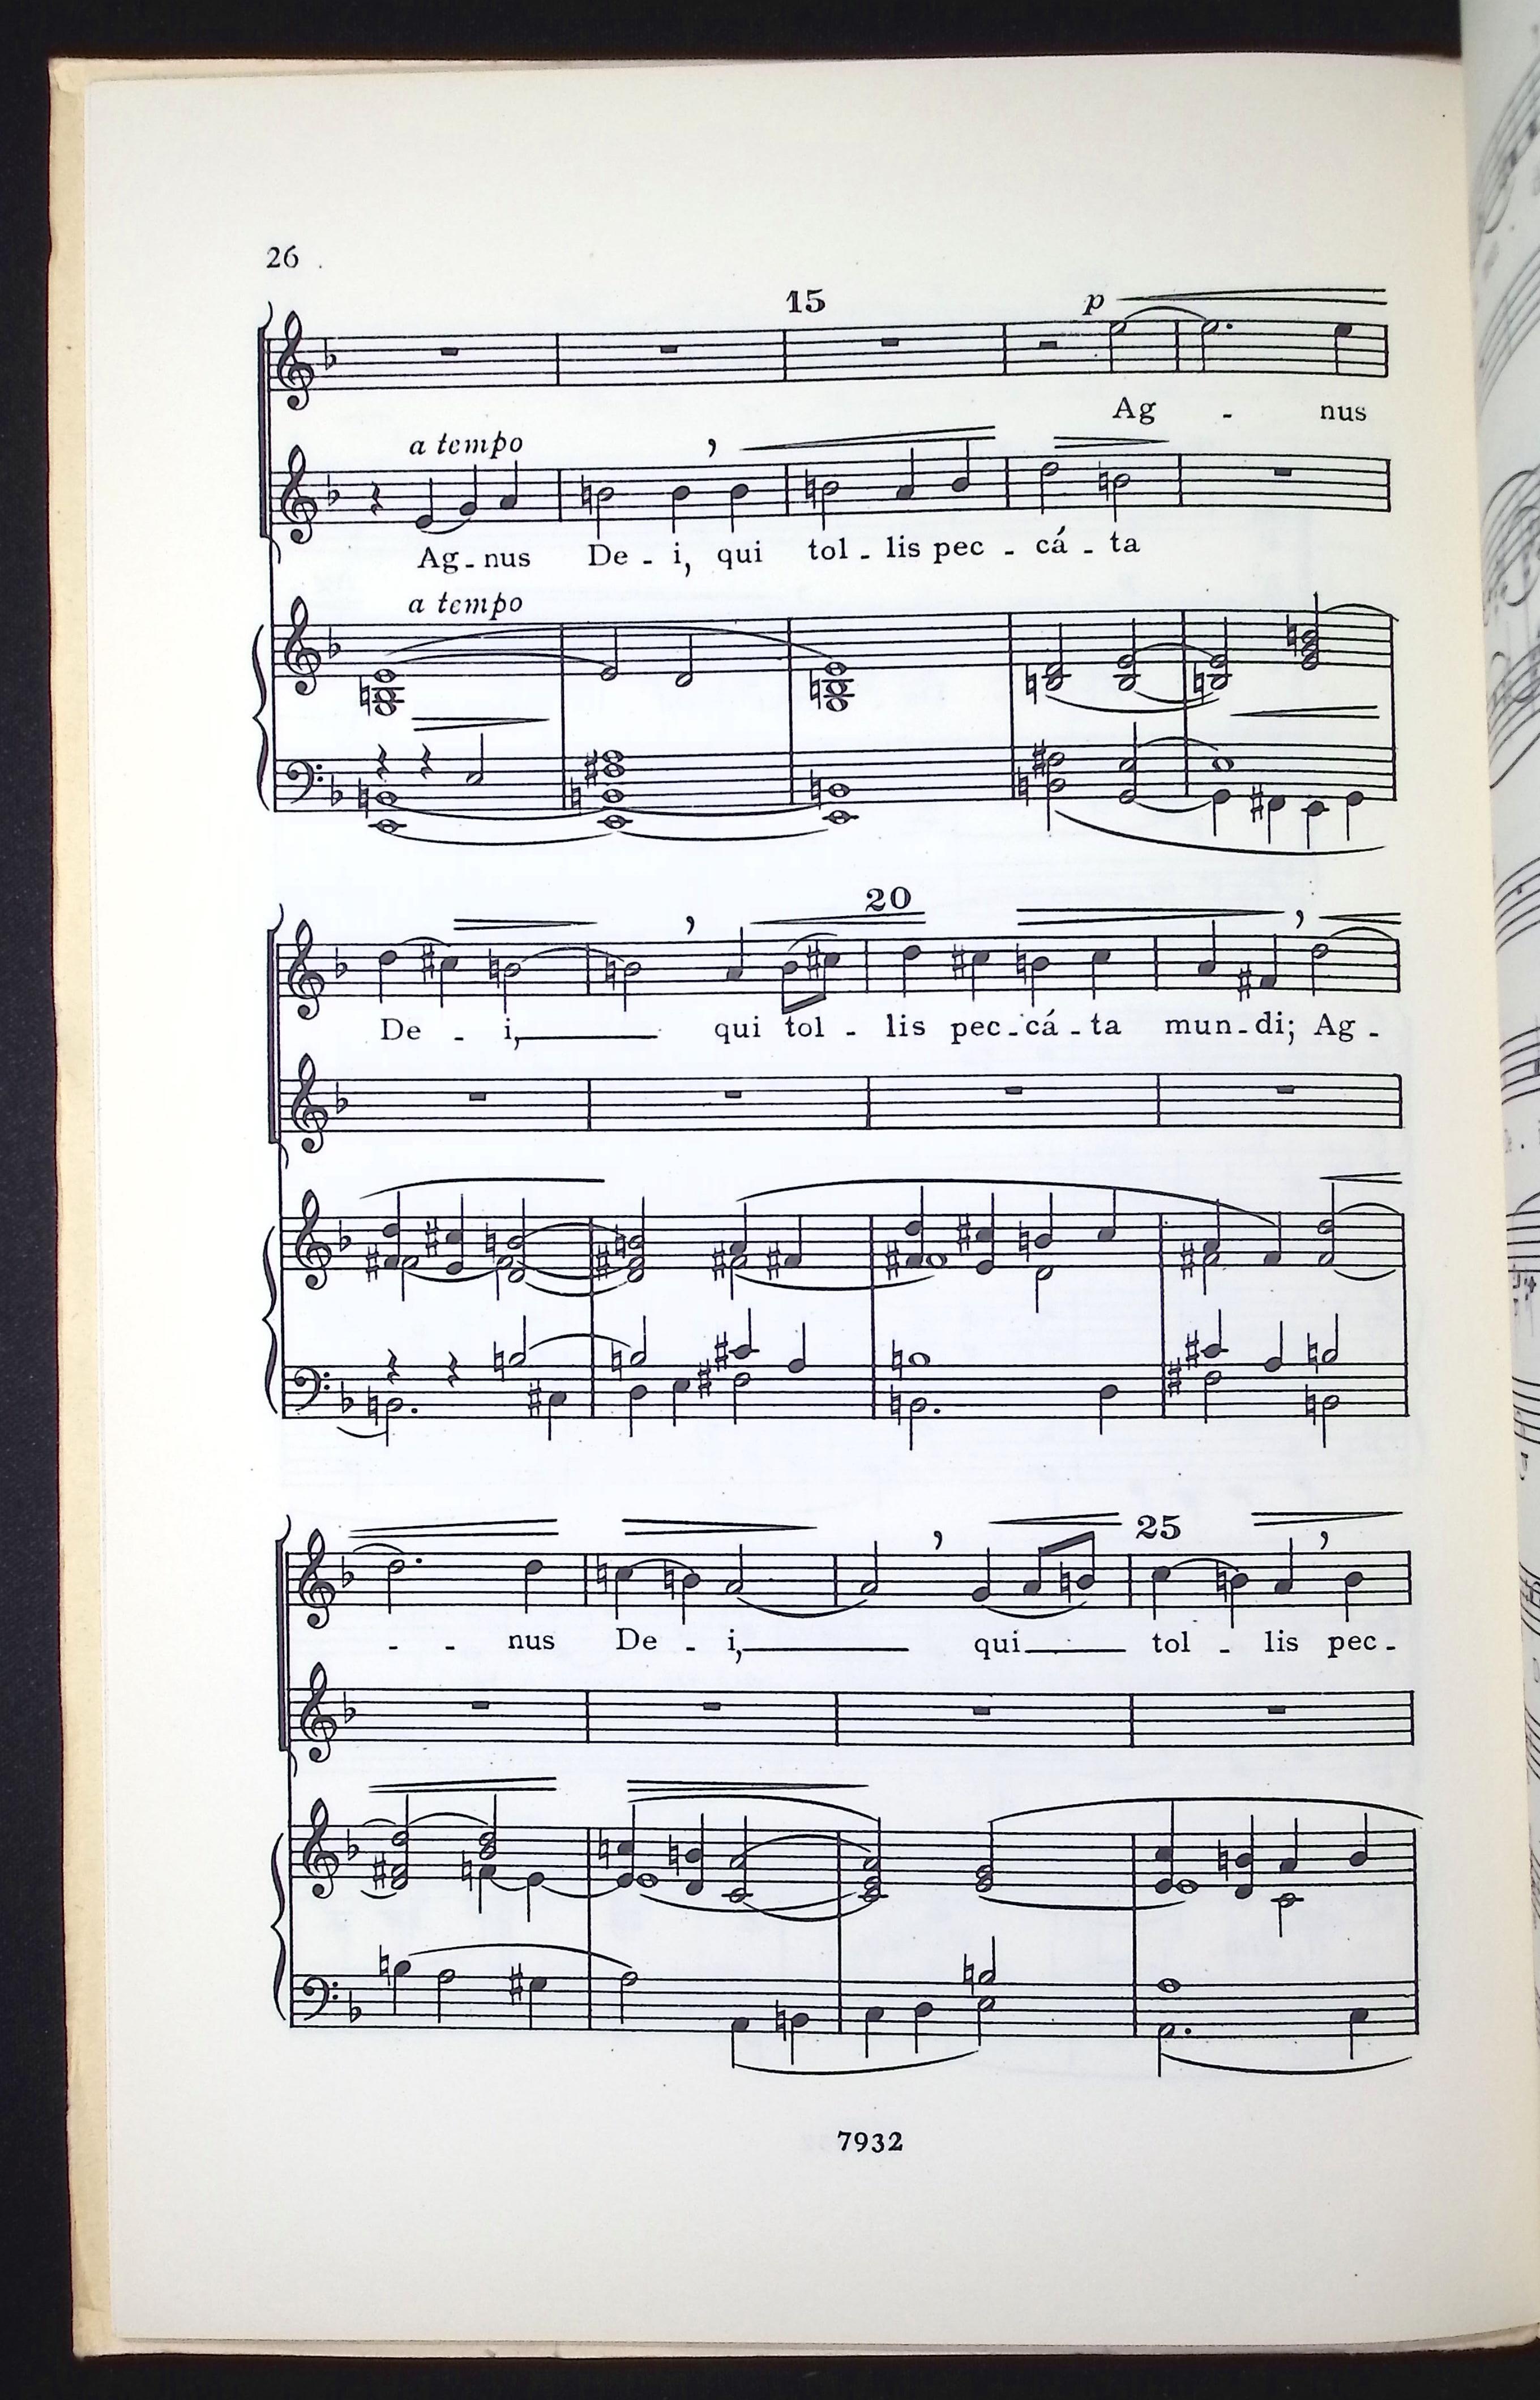 26
15
p
Ag - nus
a tempo
,
Ag - nus De - i, qui tol - lis pec - cá - ta
a tempo
20
,
,
De - i, qui tol - lis pec - cá - ta mun - di; Ag -
25
,
,
- - nus De - i, qui tol - lis pec -
7932